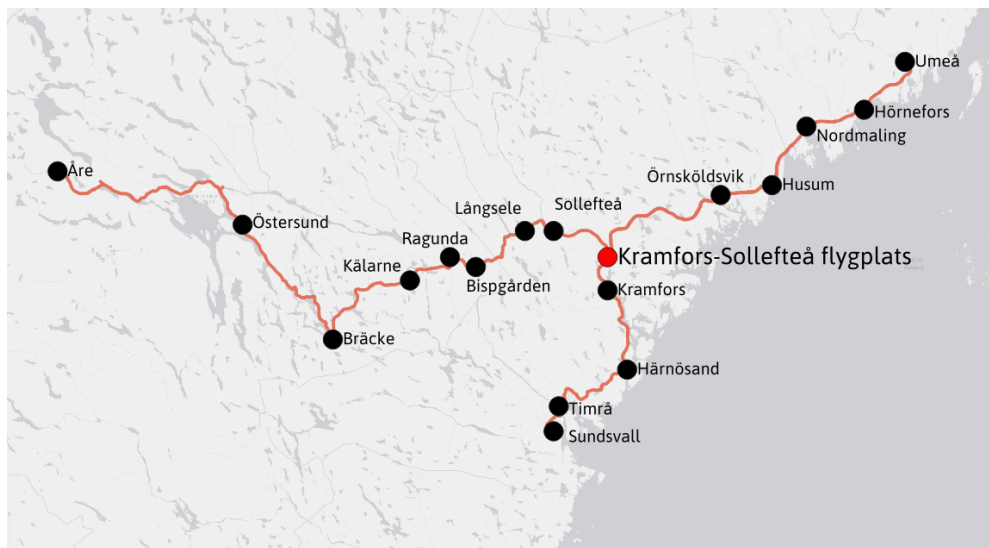 Umeå
Hörnefors
Nordmaling
Åre
Örnsköldsvik
Husum
Långsele
Sollefteå
Östersund
Ragunda
Kramfors-Sollefteå flygplats
Kälarne
Bispgården
Kramfors
Bräcke
Härnösand
Timrå
Sundsvall